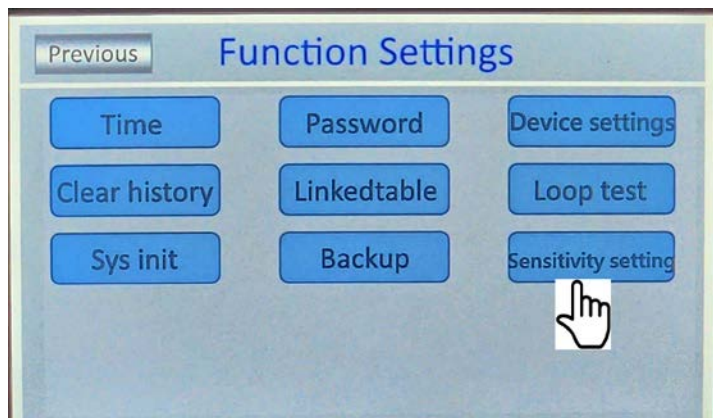 Previous
Function Settings
Time
Password
Device settings
Clear history
Linkedtable
Loop test
Sys init
Backup
Sensitivity setting